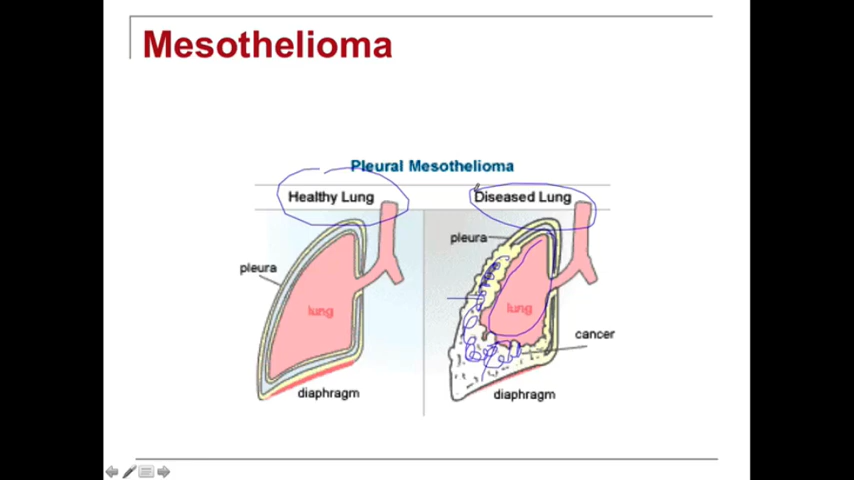 Mesothelioma
Pleural Mesothelioma
Healthy Lung
Diseased Lung
pleura
lung
diaphragm
pleura
lung
cancer
diaphragm